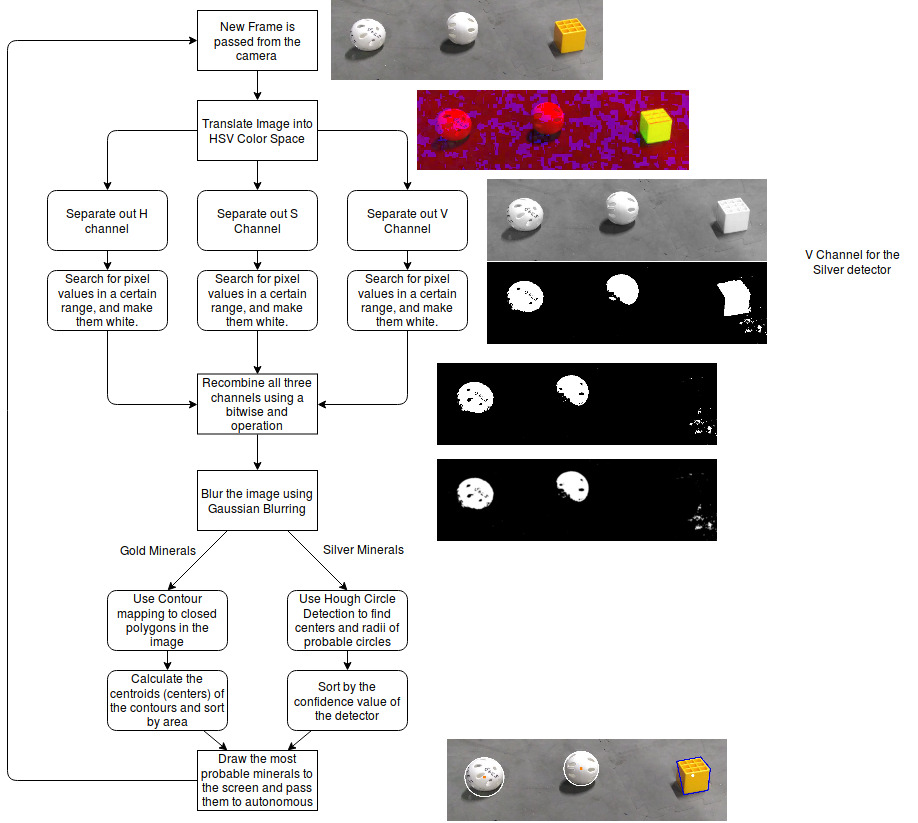 New Frame is
passed from the
camera
Translate Image into
HSV Color Space
Separate out H
channel
Separate out S
Channel
Separate out V
Channel
V Channel for the
Silver detector
Search for pixel
values in a certain
range, and make
them white.
Search for pixel
values in a certain
range, and make
them white.
Search for pixel
values in a certain
range, and make
them white.
Recombine all three
channels using a
bitwise and
operation
Blur the image using
Gaussian Blurring
Gold Minerals
Silver Minerals
Use Contour
mapping to closed
polygons in the
image
Use Hough Circle
Detection to find
centers and radii of
probable circles
Calculate the
centroids (centers) of
the contours and sort
by area
Sort by the
confidence value of
the detector
Draw the most
probable minerals to
the screen and pass
them to autonomous